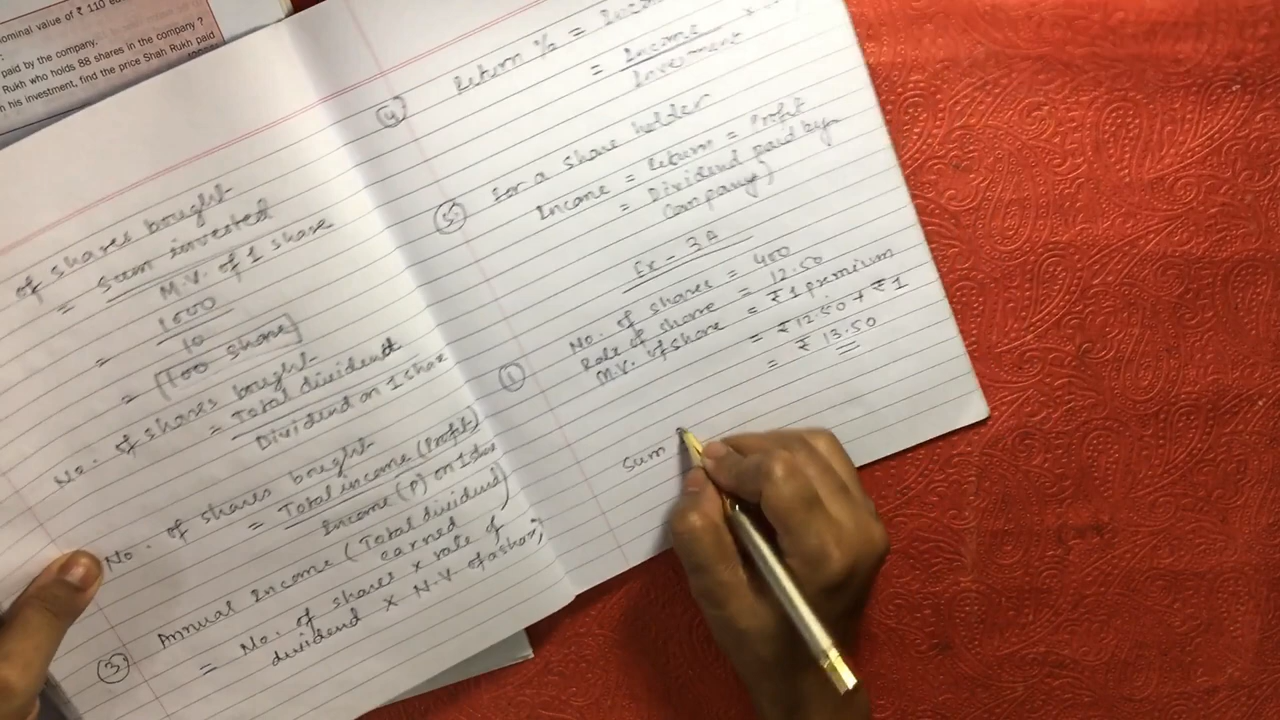 nominal value of ₹ 110
paid by the company.
Rukh who holds 88 shares in the company ?
his investment, find the price Shah Rukh paid
of shares bought
= Sum invested
M.V. of 1 share
= 1000
10
= (100 share)
No. of shares bought
= Total dividend
Dividend on 1 share
No. of shares bought
= Total income (Profit)
Income (P) on 1 share
③ Annual Income (Total dividend)
earned
= No. of shares × rate of
dividend × N.V of a share)
④ Return % =
= Income ×
Investment
⑤ For a share holder
Income = Return = Profit
= Dividend paid by
company)
Ex - 3A
① No. of shares = 400
Rate of share = 12.50
M.V. of share = ₹1 premium
= ₹12.50 + ₹1
= ₹ 13.50
Sum